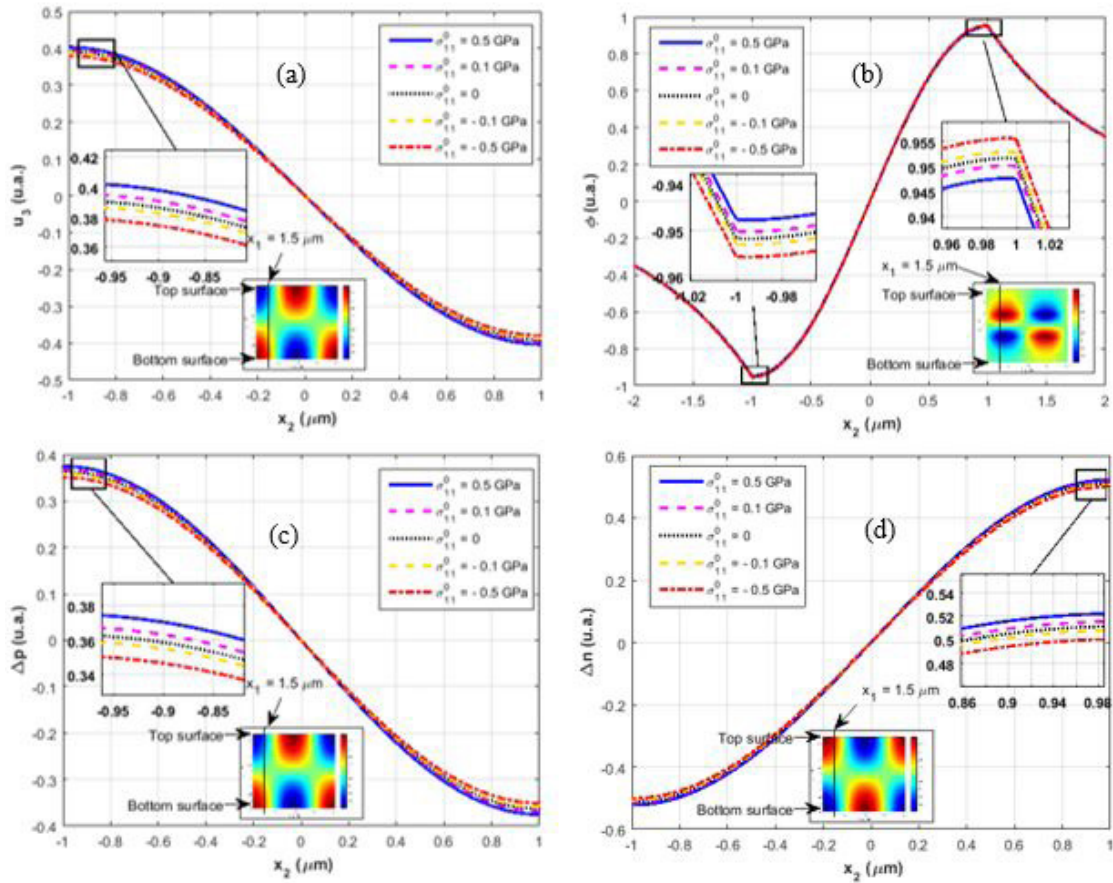 (a)
σ⁰₁₁ = 0.5 GPa
σ⁰₁₁ = 0.1 GPa
σ⁰₁₁ = 0
σ⁰₁₁ = - 0.1 GPa
σ⁰₁₁ = - 0.5 GPa
u₃ (u.a.)
0.5
0.4
0.3
0.2
0.1
0
-0.1
-0.2
-0.3
-0.4
-0.5
0.42
0.4
0.38
0.36
-0.95 -0.9 -0.85
x₁ = 1.5 μm
Top surface
Bottom surface
-1 -0.8 -0.6 -0.4 -0.2 0 0.2 0.4 0.6 0.8 1
x₂ (μm)
(b)
σ⁰₁₁ = 0.5 GPa
σ⁰₁₁ = 0.1 GPa
σ⁰₁₁ = 0
σ⁰₁₁ = - 0.1 GPa
σ⁰₁₁ = - 0.5 GPa
ϕ (u.a.)
1
0.8
0.6
0.4
0.2
0
-0.2
-0.4
-0.6
-0.8
-1
-0.94
-0.95
-0.96
-1.02 -1 -0.98
0.955
0.95
0.945
0.94
0.96 0.98 1 1.02
x₁ = 1.5 μm
Top surface
Bottom surface
-2 -1.5 -1 -0.5 0 0.5 1 1.5 2
x₂ (μm)
(c)
σ⁰₁₁ = 0.5 GPa
σ⁰₁₁ = 0.1 GPa
σ⁰₁₁ = 0
σ⁰₁₁ = - 0.1 GPa
σ⁰₁₁ = - 0.5 GPa
Δp (u.a.)
0.4
0.3
0.2
0.1
0
-0.1
-0.2
-0.3
-0.4
0.38
0.36
0.34
-0.95 -0.9 -0.85
x₁ = 1.5 μm
Top surface
Bottom surface
-1 -0.8 -0.6 -0.4 -0.2 0 0.2 0.4 0.6 0.8 1
x₂ (μm)
(d)
σ⁰₁₁ = 0.5 GPa
σ⁰₁₁ = 0.1 GPa
σ⁰₁₁ = 0
σ⁰₁₁ = - 0.1 GPa
σ⁰₁₁ = - 0.5 GPa
Δn (u.a.)
0.6
0.4
0.2
0
-0.2
-0.4
-0.6
0.54
0.52
0.5
0.48
0.86 0.9 0.94 0.98
x₁ = 1.5 μm
Top surface
Bottom surface
-1 -0.8 -0.6 -0.4 -0.2 0 0.2 0.4 0.6 0.8 1
x₂ (μm)